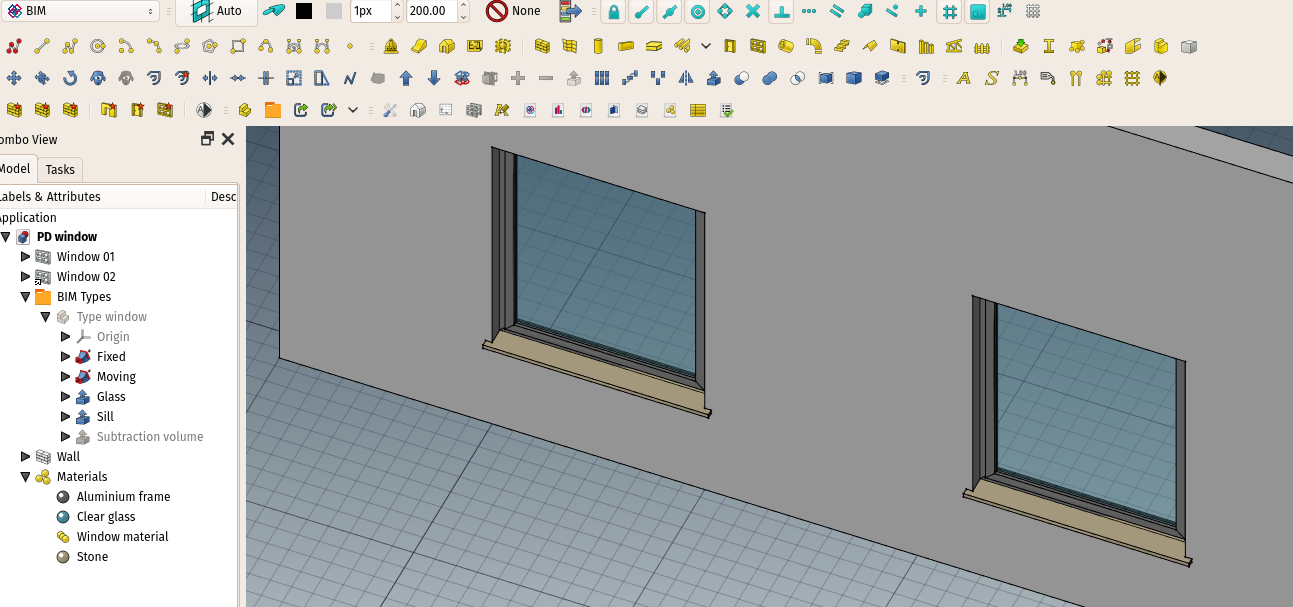 BIM Auto 1px 200.00 None
ombo View
Model Tasks
Labels & Attributes Desc
Application
PD window
Window 01
Window 02
BIM Types
Type window
Origin
Fixed
Moving
Glass
Sill
Subtraction volume
Wall
Materials
Aluminium frame
Clear glass
Window material
Stone